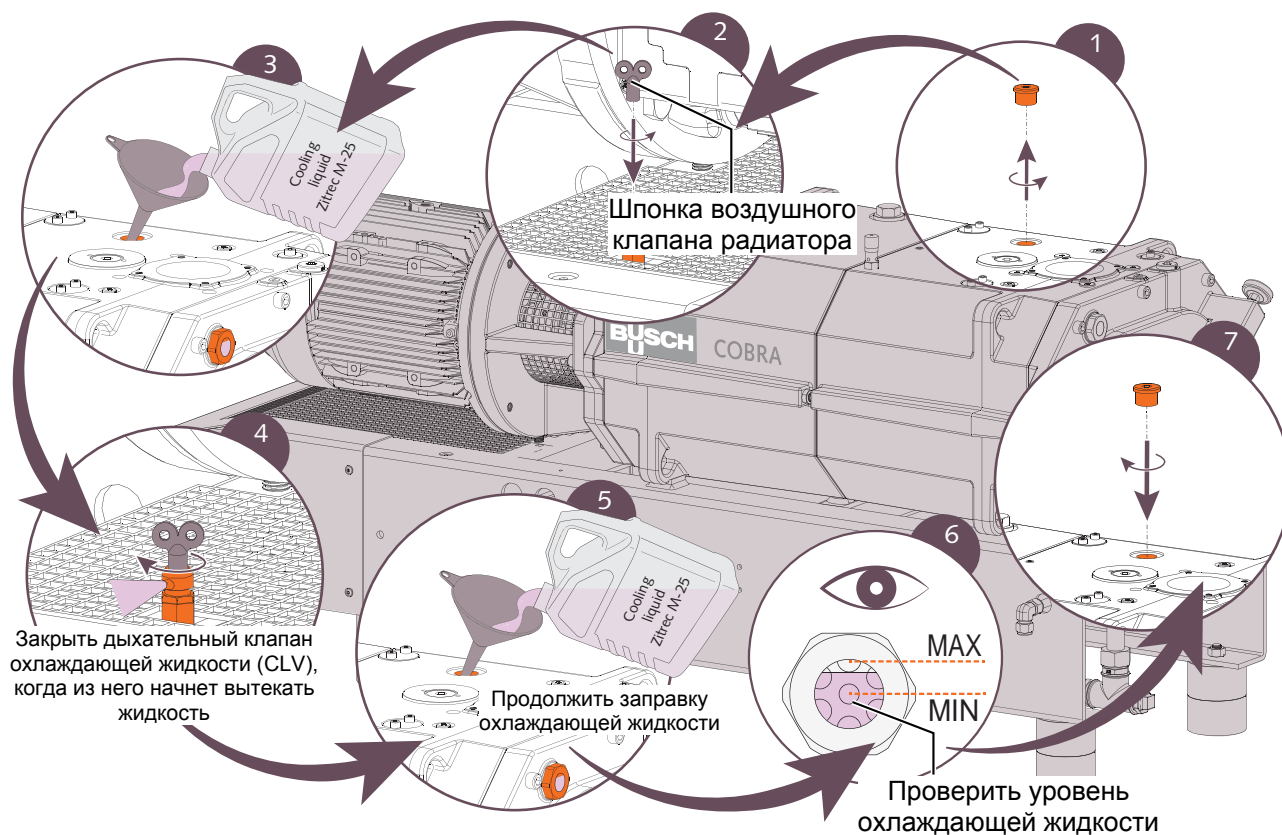 1
2
Шпонка воздушного
клапана радиатора
3
Cooling
liquid
Zitrec M-25
BUSCH
COBRA
4
Закрыть дыхательный клапан
охлаждающей жидкости (CLV),
когда из него начнет вытекать
жидкость
5
Cooling
liquid
Zitrec M-25
Продолжить заправку
охлаждающей жидкости
6
MAX
MIN
Проверить уровень
охлаждающей жидкости
7